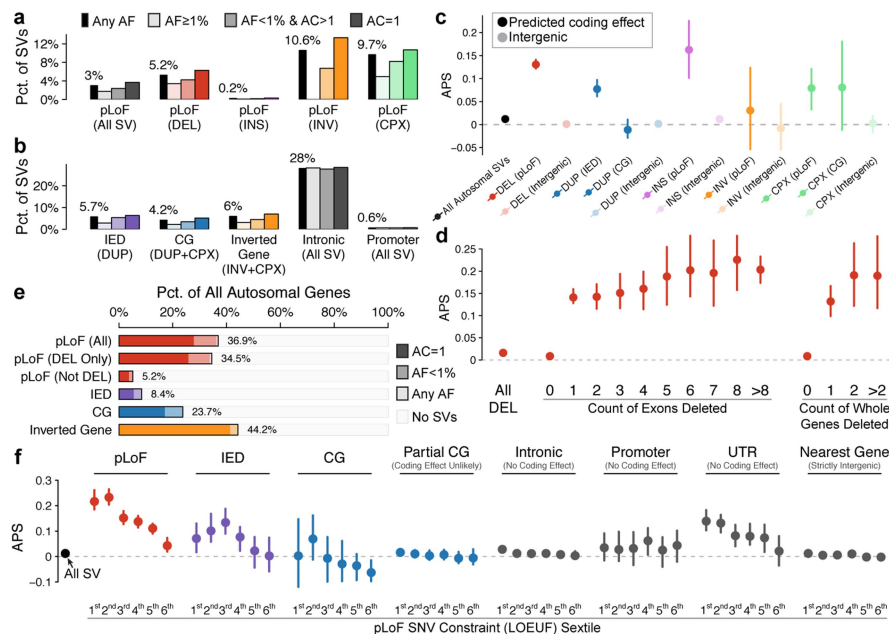 a
Any AF
AF≥1%
AF<1% & AC>1
AC=1
Pct. of SVs
12%
8%
4%
0%
3%
5.2%
0.2%
10.6%
9.7%
pLoF (All SV)
pLoF (DEL)
pLoF (INS)
pLoF (INV)
pLoF (CPX)
b
Pct. of SVs
20%
10%
0%
5.7%
4.2%
6%
28%
0.6%
IED (DUP)
CG (DUP+CPX)
Inverted Gene (INV+CPX)
Intronic (All SV)
Promoter (All SV)
c
Predicted coding effect
Intergenic
APS
0.2
0.15
0.1
0.05
0
−0.05
All Autosomal SVs
DEL (pLoF)
DEL (Intergenic)
DUP (IED)
DUP (CG)
DUP (Intergenic)
INS (pLoF)
INS (Intergenic)
INV (pLoF)
INV (Intergenic)
CPX (pLoF)
CPX (CG)
CPX (Intergenic)
d
APS
0.25
0.2
0.15
0.1
0.05
0
All DEL
0 1 2 3 4 5 6 7 8 >8
Count of Exons Deleted
0 1 2 >2
Count of Whole Genes Deleted
e
Pct. of All Autosomal Genes
0% 20% 40% 60% 80% 100%
pLoF (All)
36.9%
pLoF (DEL Only)
34.5%
pLoF (Not DEL)
5.2%
IED
8.4%
CG
23.7%
Inverted Gene
44.2%
AC=1
AF<1%
Any AF
No SVs
f
pLoF
IED
CG
Partial CG
(Coding Effect Unlikely)
Intronic
(No Coding Effect)
Promoter
(No Coding Effect)
UTR
(No Coding Effect)
Nearest Gene
(Strictly Intergenic)
APS
0.3
0.2
0.1
0
−0.1
All SV
1st 2nd 3rd 4th 5th 6th
1st 2nd 3rd 4th 5th 6th
1st 2nd 3rd 4th 5th 6th
1st 2nd 3rd 4th 5th 6th
1st 2nd 3rd 4th 5th 6th
1st 2nd 3rd 4th 5th 6th
1st 2nd 3rd 4th 5th 6th
1st 2nd 3rd 4th 5th 6th
pLoF SNV Constraint (LOEUF) Sextile